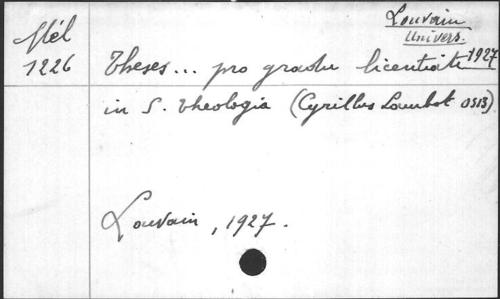 Louvain
Univers.
1927
Mél
1226
Theses... pro gradu licentiati
in S. theologia (Cyrillus Lambot OSB)
Louvain, 1927.